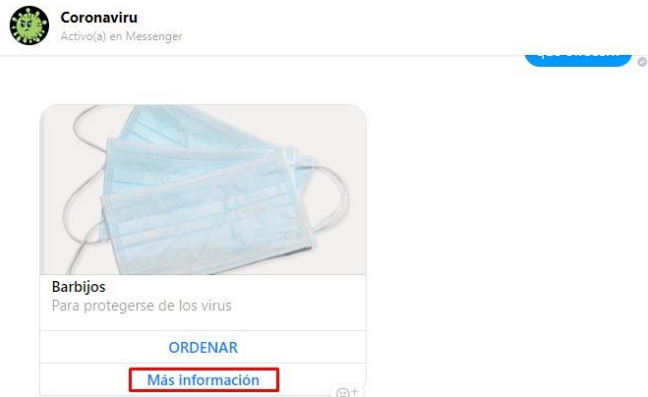 Coronaviru
Activo(a) en Messenger
Barbijos
Para protegerse de los virus
ORDENAR
Más información